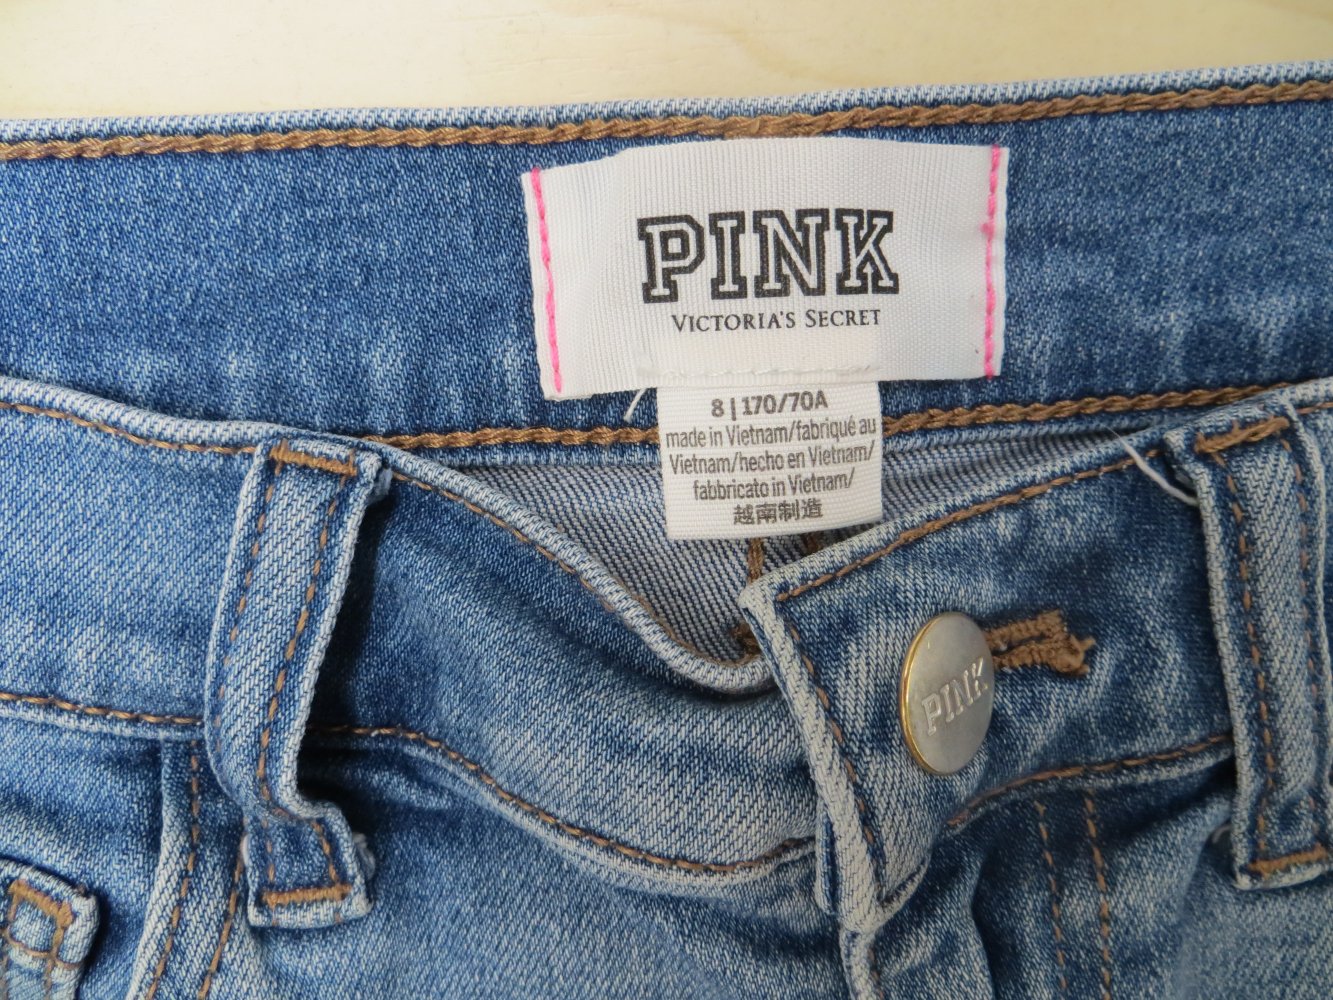 PINK
VICTORIA'S SECRET
8 | 170/70A
made in Vietnam/fabriqué au
Vietnam/hecho en Vietnam/
fabbricato in Vietnam/
越南制造
PINK